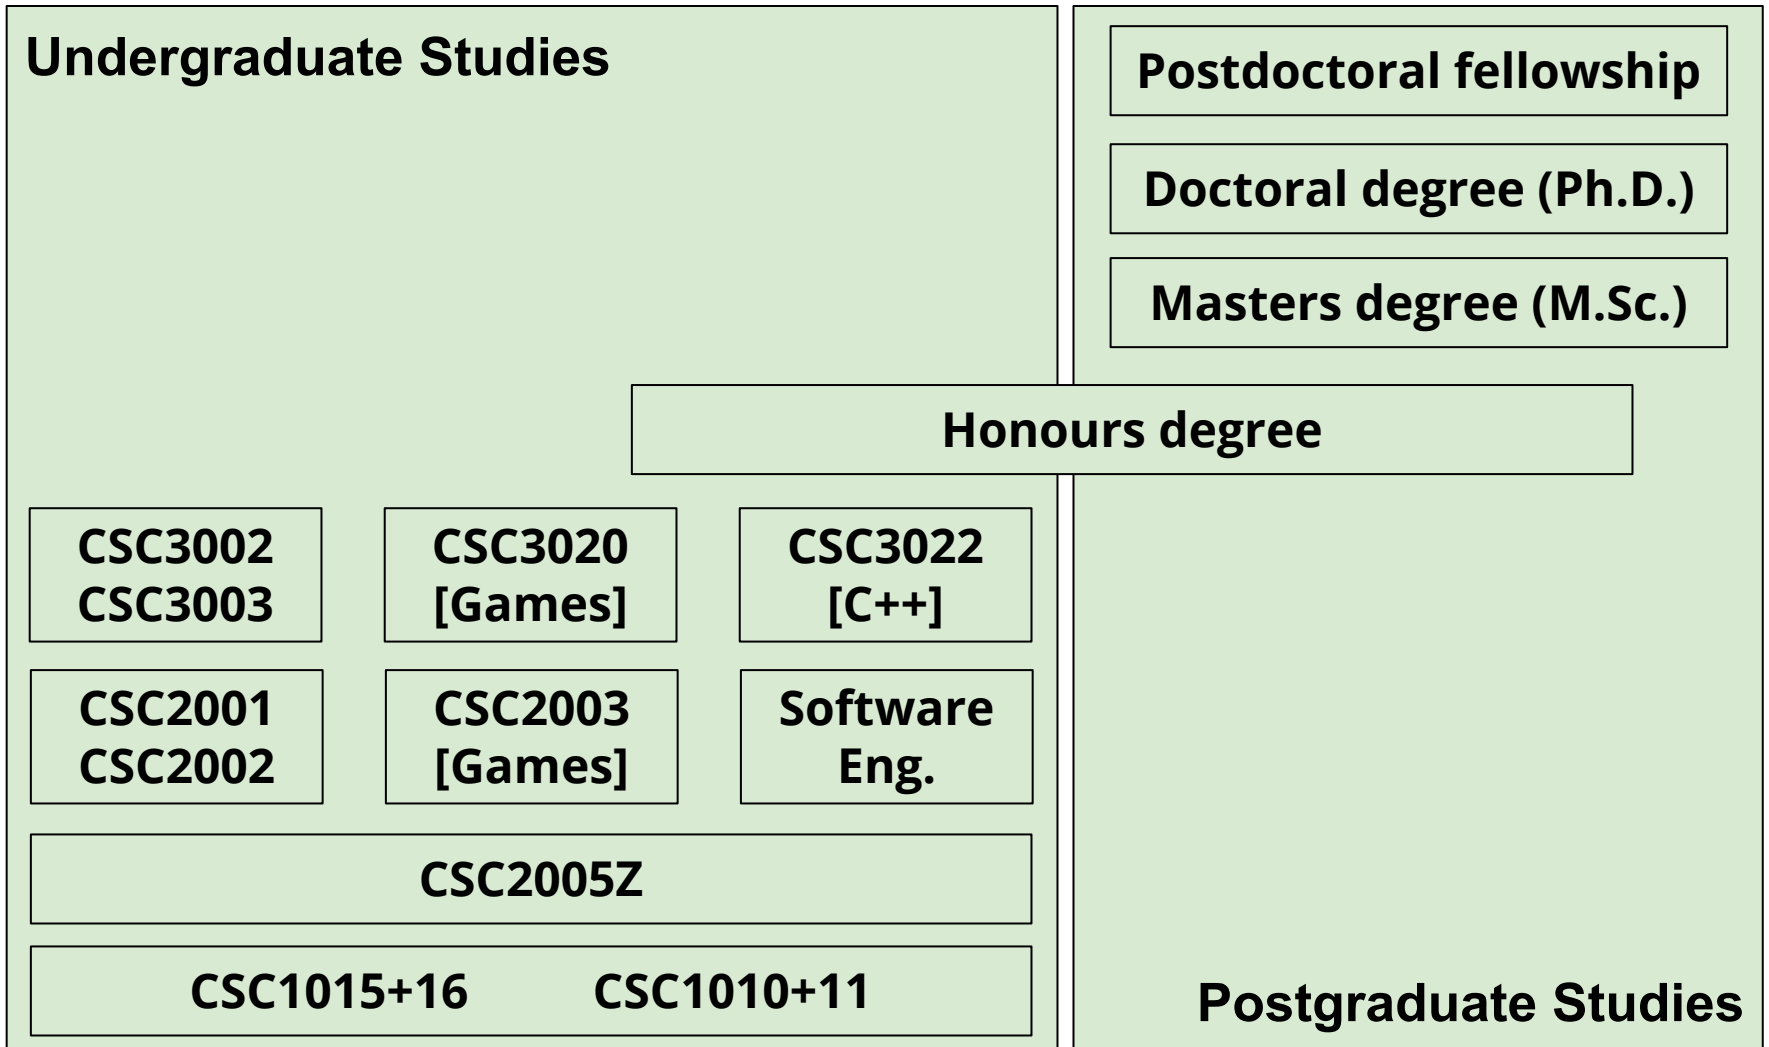 Undergraduate Studies
Postdoctoral fellowship
Doctoral degree (Ph.D.)
Masters degree (M.Sc.)
Honours degree
CSC3002
CSC3003
CSC3020
[Games]
CSC3022
[C++]
CSC2001
CSC2002
CSC2003
[Games]
Software
Eng.
CSC2005Z
CSC1015+16 CSC1010+11
Postgraduate Studies